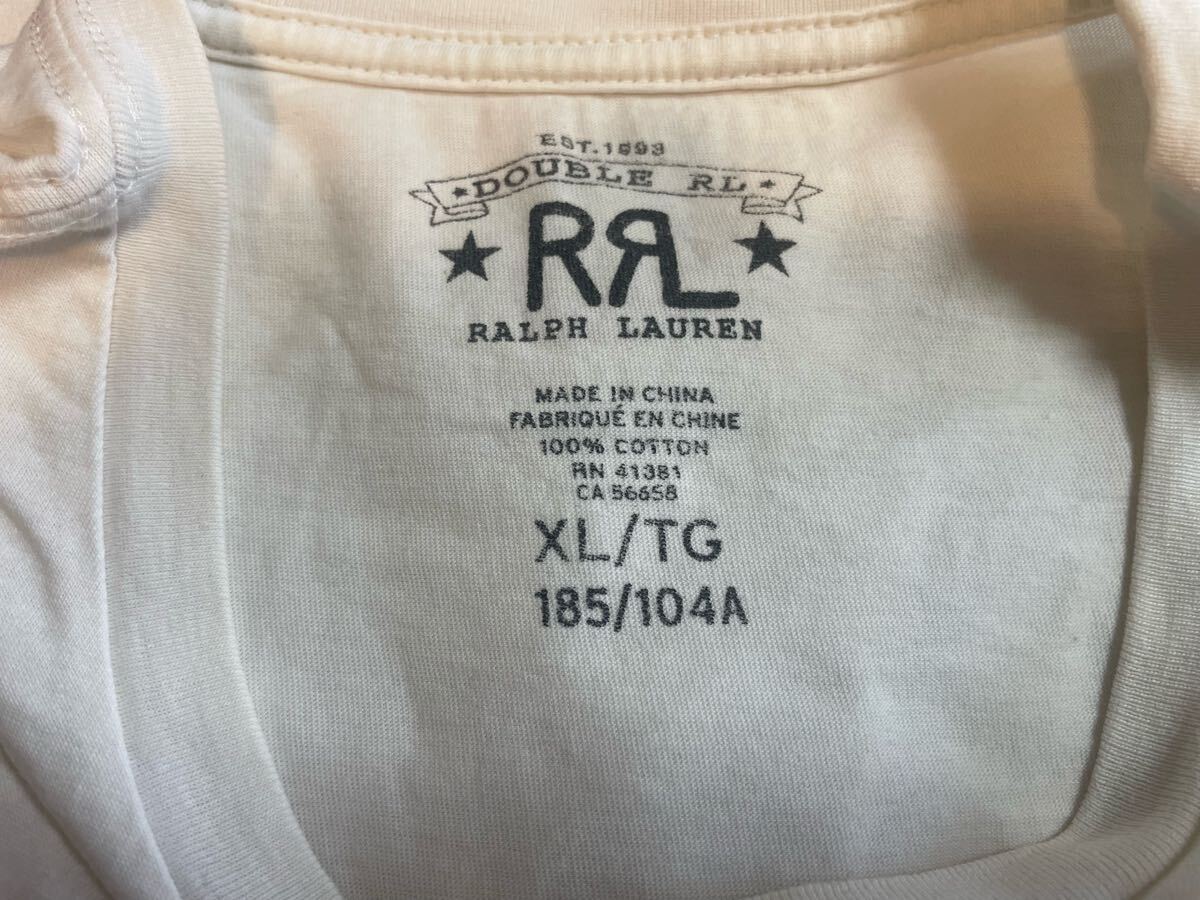 EST.1993
DOUBLE RL
RRL
RALPH LAUREN
MADE IN CHINA
FABRIQUÉ EN CHINE
100% COTTON
RN 41381
CA 56658
XL/TG
185/104A